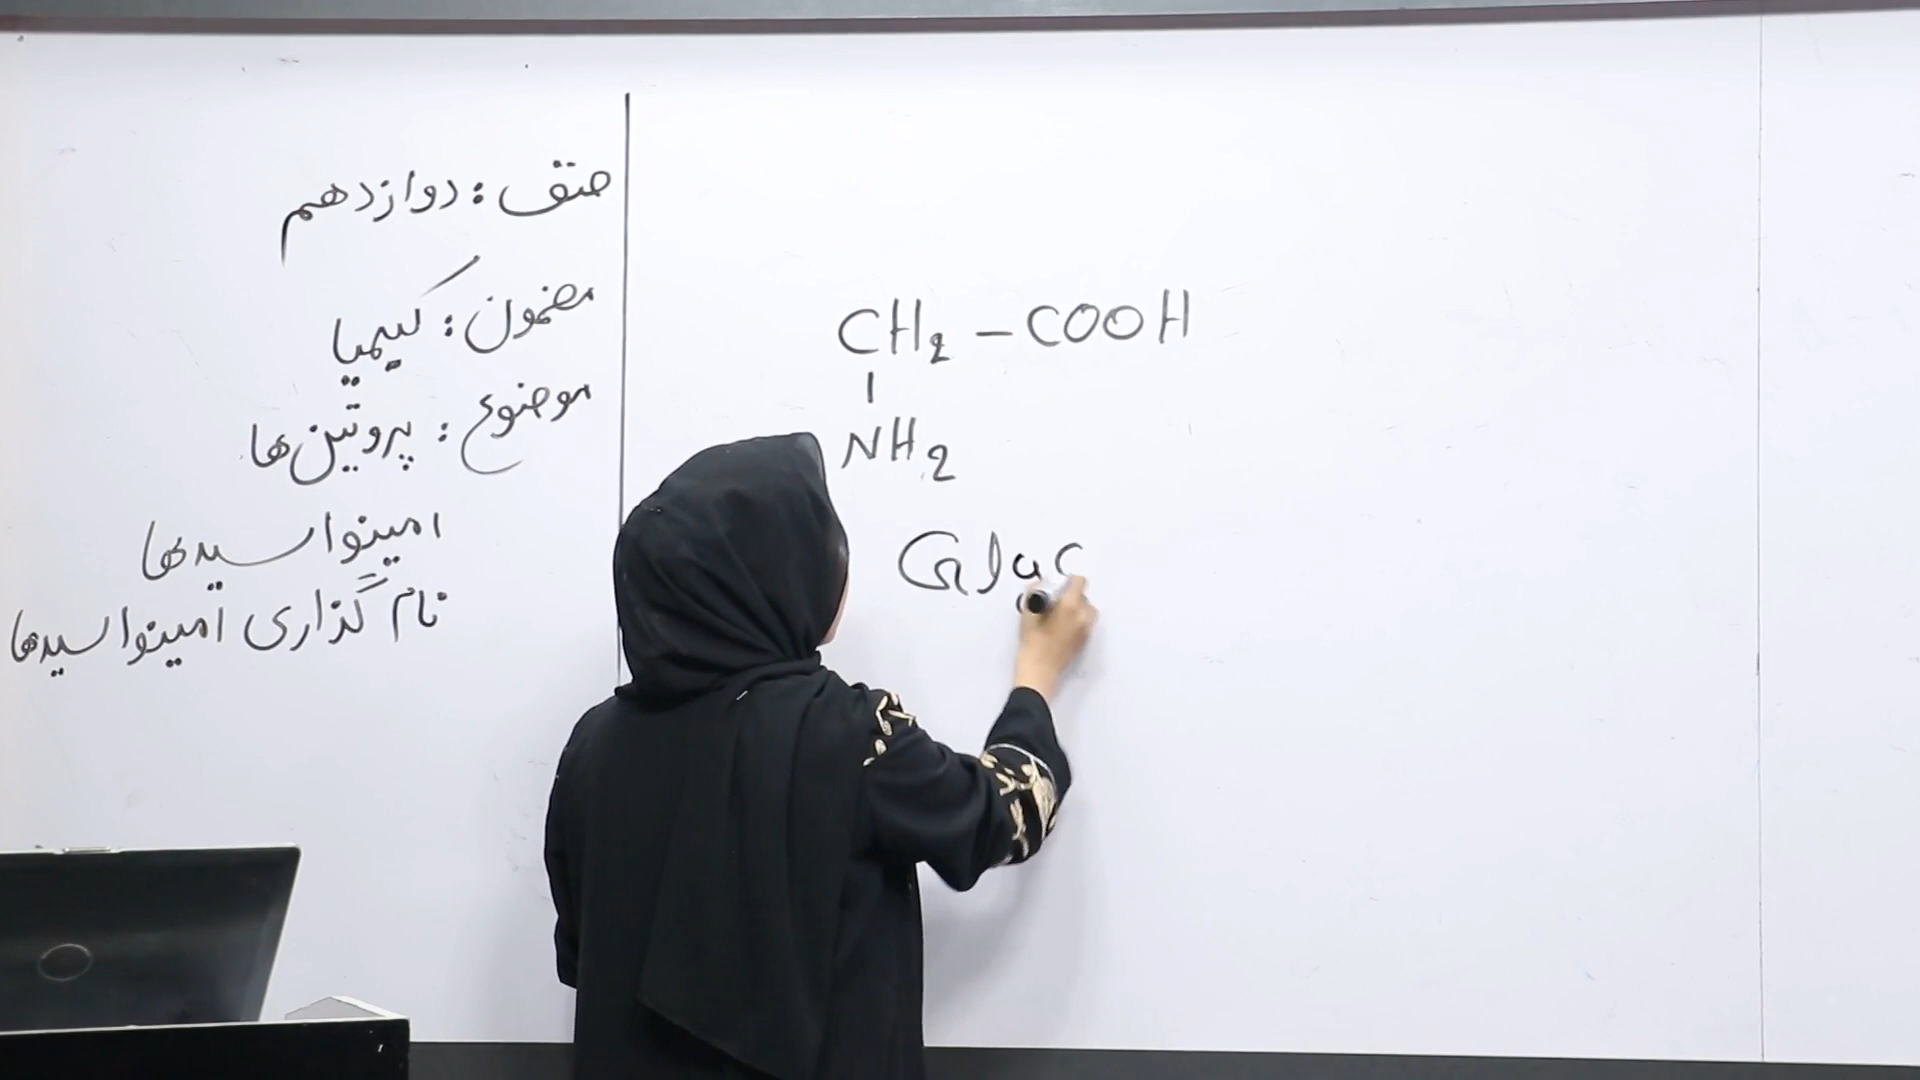 صنف : دوازدهم
مضمون : کیمیا
موضوع : پروتین‌ها
امینواسیدها
نام گذاری امینواسیدها
CH₂ – COOH
|
NH₂
Glyc